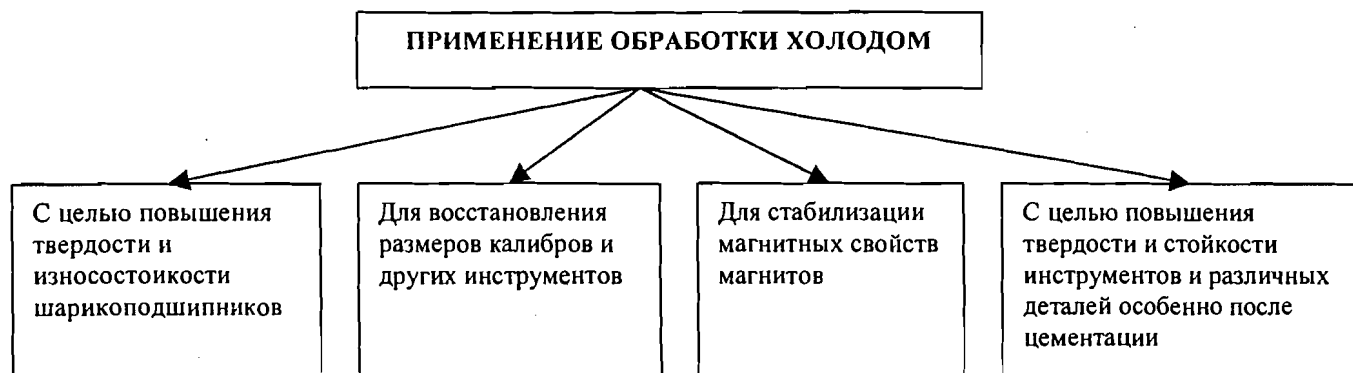 ПРИМЕНЕНИЕ ОБРАБОТКИ ХОЛОДОМ
С целью повышения
твердости и
износостоикости
шарикоподшипников
Для восстановления
размеров калибров и
других инструментов
Для стабилизации
магнитных свойств
магнитов
С целью повышения
твердости и стойкости
инструментов и различных
деталей особенно после
цементации